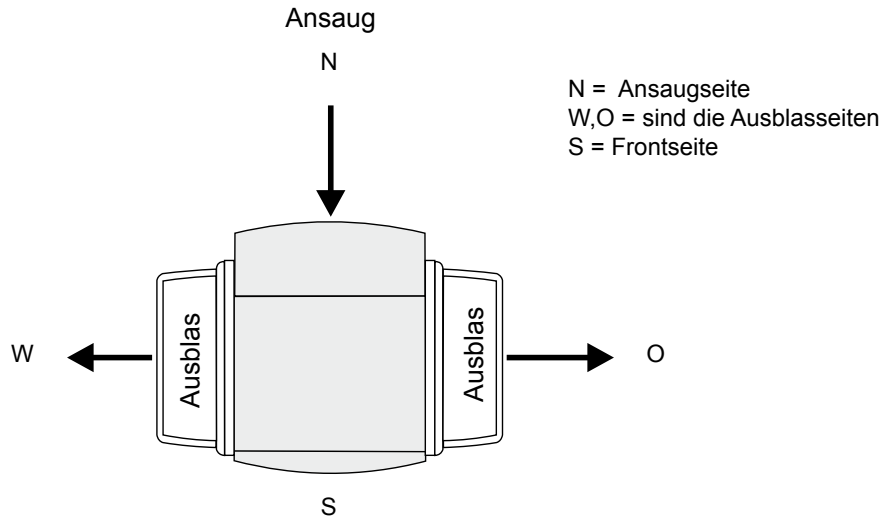 Ansaug
N
N = Ansaugseite
W,O = sind die Ausblasseiten
S = Frontseite
W
Ausblas
Ausblas
O
S